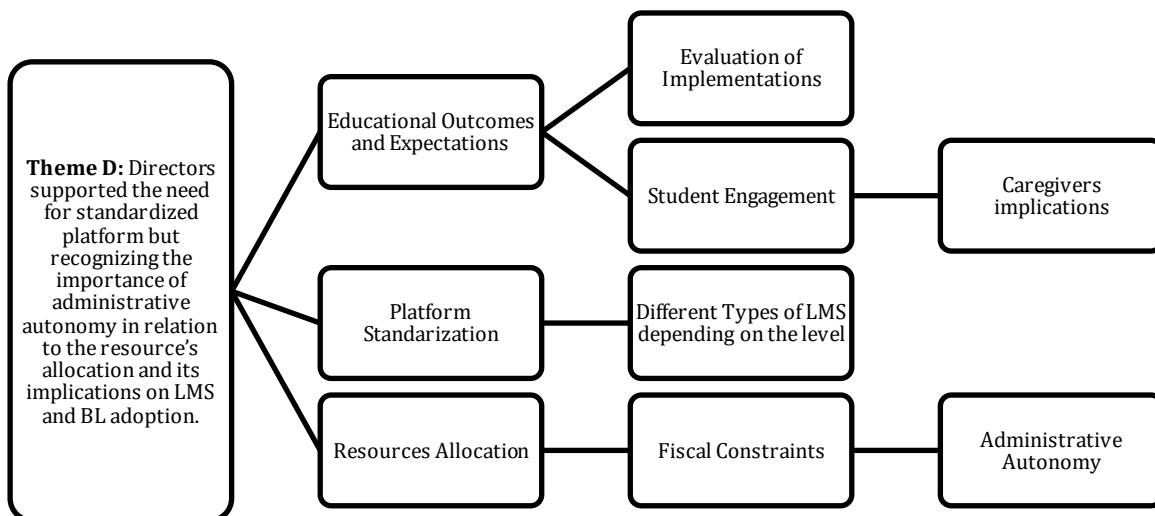 Theme D: Directors
supported the need
for standardized
platform but
recognizing the
importance of
administrative
autonomy in relation
to the resource's
allocation and its
implications on LMS
and BL adoption.
Educational Outcomes
and Expectations
Evaluation of
Implementations
Student Engagement
Caregivers
implications
Platform
Standarization
Different Types of LMS
depending on the level
Resources Allocation
Fiscal Constraints
Administrative
Autonomy